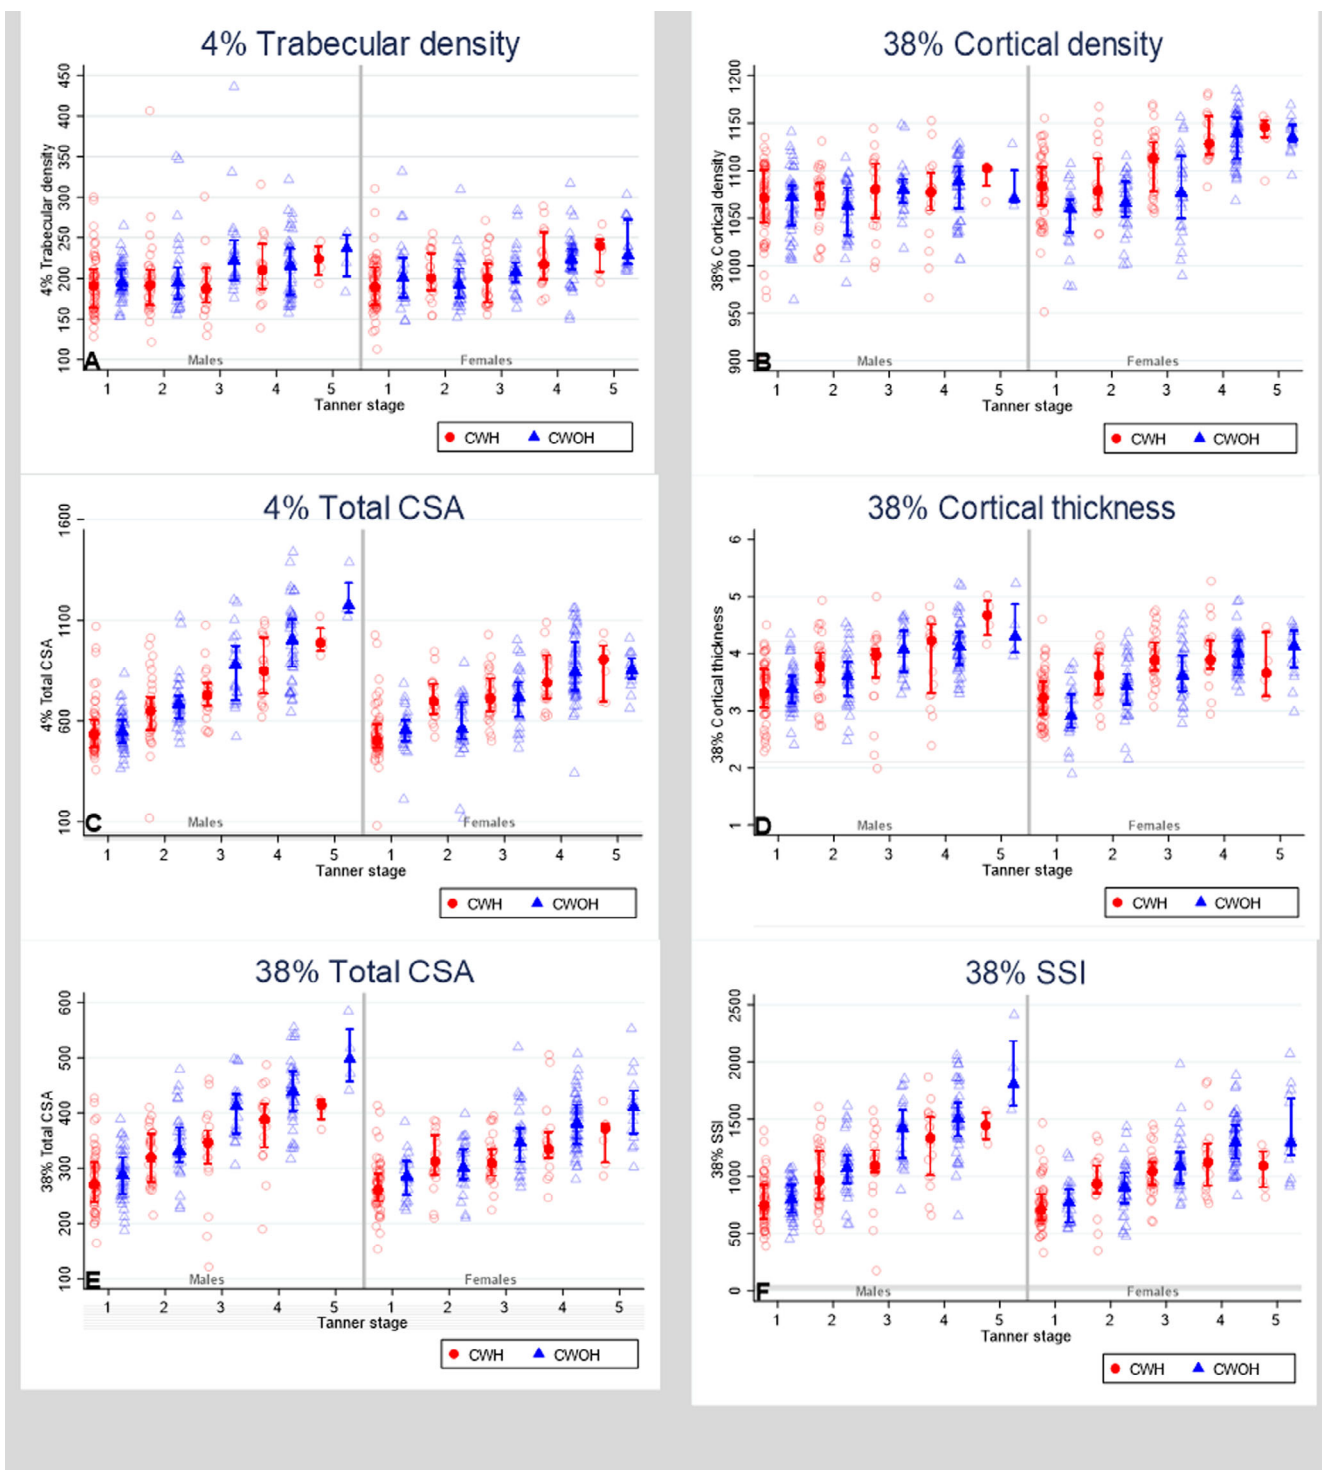 4% Trabecular density
4% Trabecular density
450
400
350
300
250
200
150
100
A
Males
Females
1 2 3 4 5 1 2 3 4 5
Tanner stage
CWH CWOH
38% Cortical density
38% Cortical density
1200
1150
1100
1050
1000
950
900
B
Males
Females
1 2 3 4 5 1 2 3 4 5
Tanner stage
CWH CWOH
4% Total CSA
4% Total CSA
1600
1100
600
100
C
Males
Females
1 2 3 4 5 1 2 3 4 5
Tanner stage
CWH CWOH
38% Cortical thickness
38% Cortical thickness
6
5
4
3
2
1
D
Males
Females
1 2 3 4 5 1 2 3 4 5
Tanner stage
CWH CWOH
38% Total CSA
38% Total CSA
600
500
400
300
200
100
E
Males
Females
1 2 3 4 5 1 2 3 4 5
Tanner stage
CWH CWOH
38% SSI
38% SSI
2500
2000
1500
1000
500
0
F
Males
Females
1 2 3 4 5 1 2 3 4 5
Tanner stage
CWH CWOH